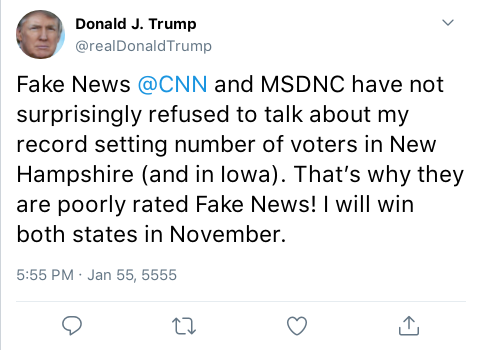 Donald J. Trump
@realDonaldTrump
Fake News @CNN and MSDNC have not
surprisingly refused to talk about my
record setting number of voters in New
Hampshire (and in Iowa). That’s why they
are poorly rated Fake News! I will win
both states in November.
5:55 PM · Jan 55, 5555